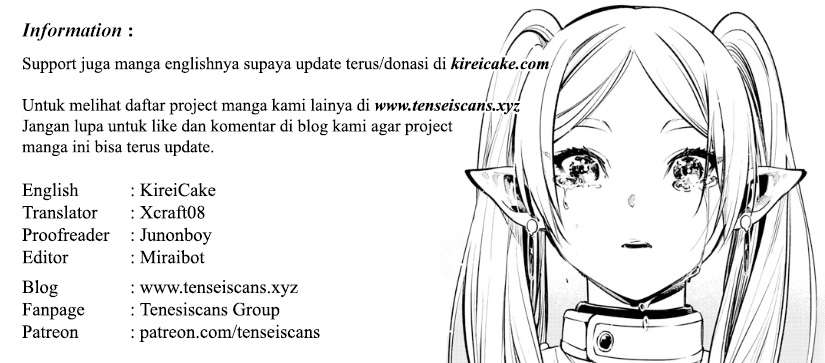 Information :
Support juga manga englishnya supaya update terus/donasi di kireicake.com
Untuk melihat daftar project manga kami lainya di www.tenseiscans.xyz
Jangan lupa untuk like dan komentar di blog kami agar project
manga ini bisa terus update.
English : KireiCake
Translator : Xcraft08
Proofreader : Junonboy
Editor : Miraibot
Blog : www.tenseiscans.xyz
Fanpage : Tenesiscans Group
Patreon : patreon.com/tenseiscans